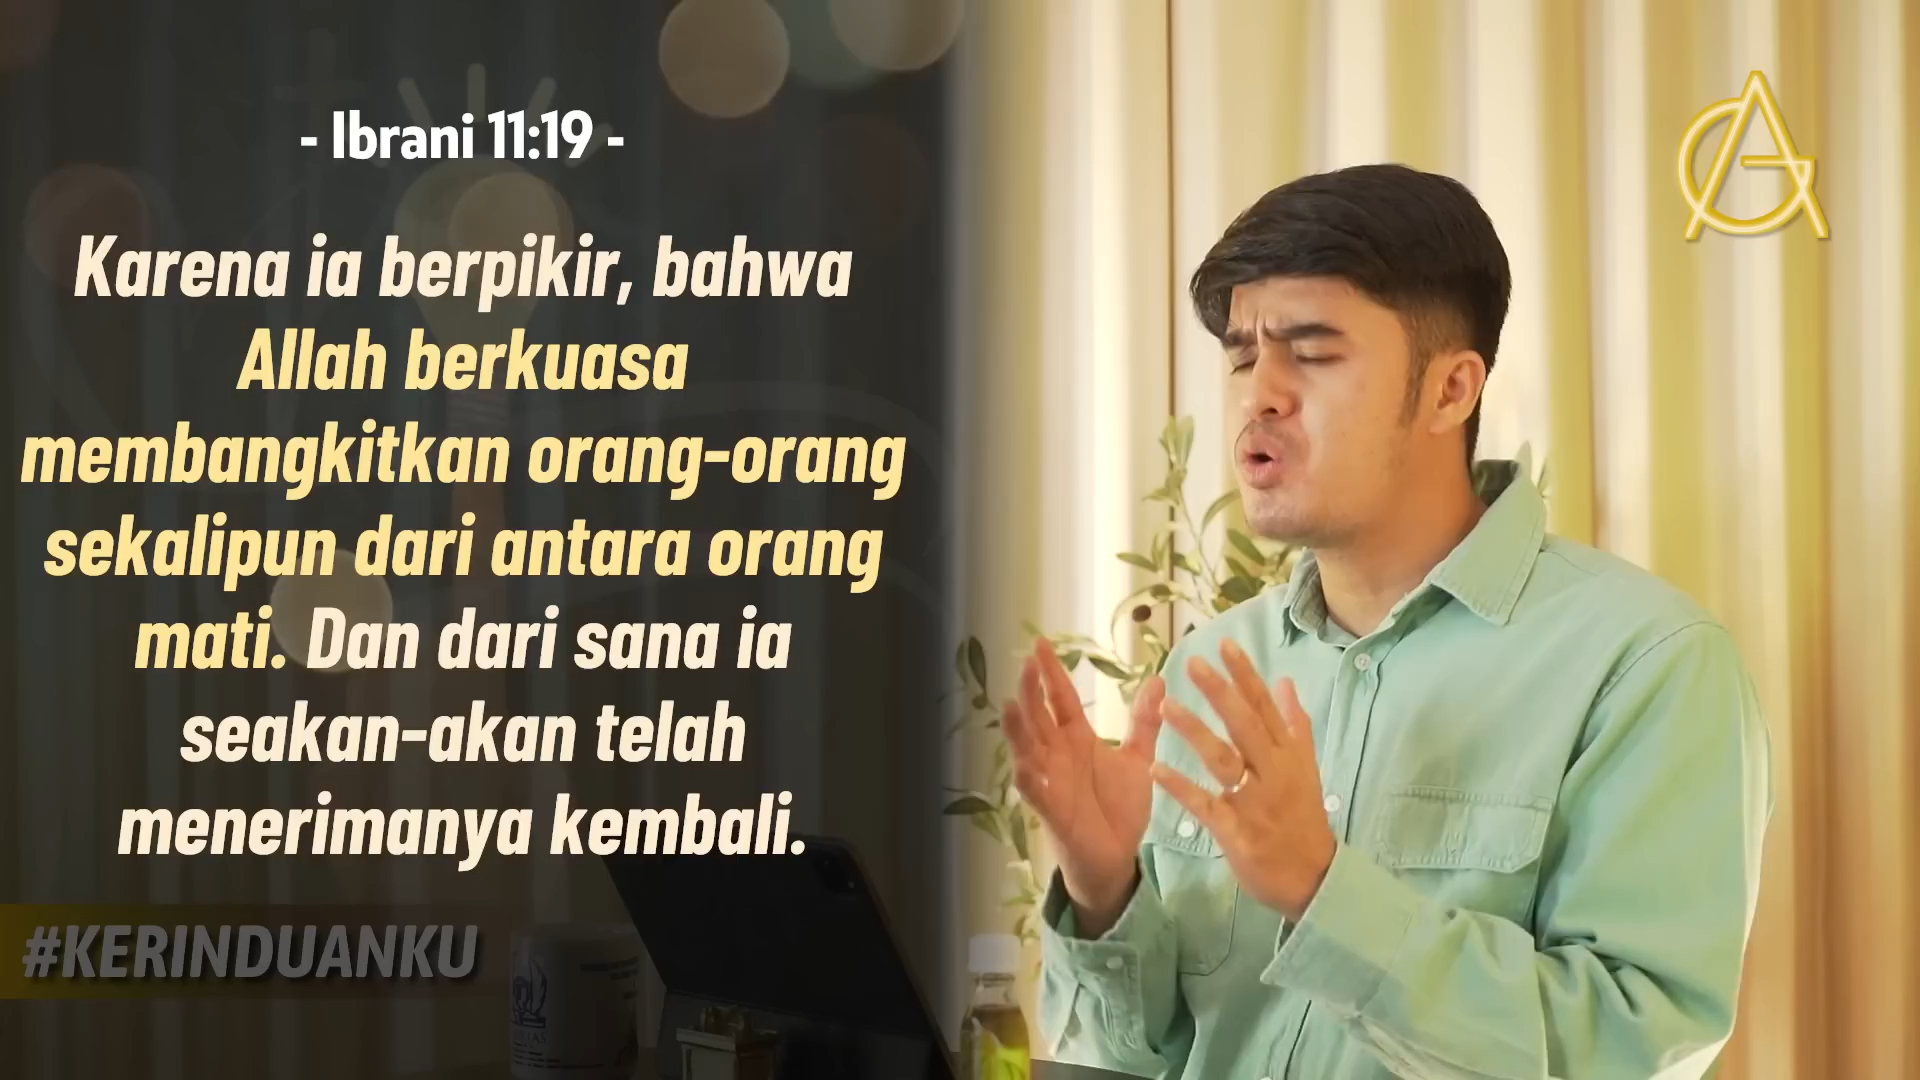 - Ibrani 11:19 -
Karena ia berpikir, bahwa
Allah berkuasa
membangkitkan orang-orang
sekalipun dari antara orang
mati. Dan dari sana ia
seakan-akan telah
menerimanya kembali.
#KERINDUANKU